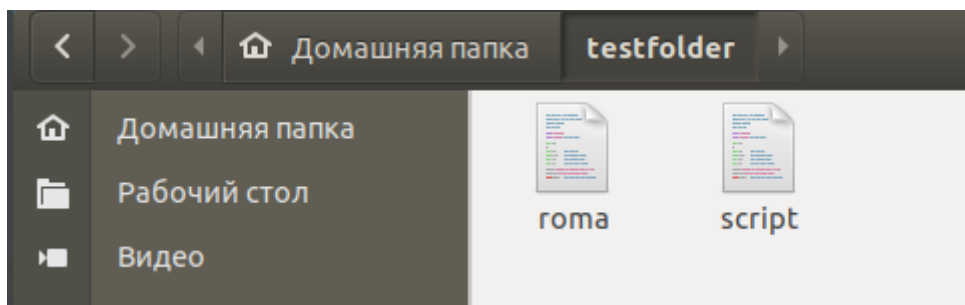 Домашняя папка testfolder
Домашняя папка
Рабочий стол
Видео
roma
script